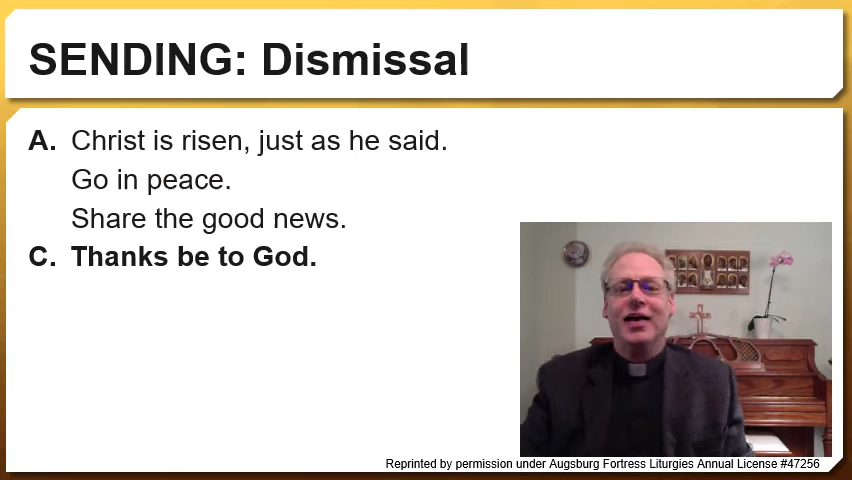 SENDING: Dismissal
A. Christ is risen, just as he said.
Go in peace.
Share the good news.
C. Thanks be to God.
Reprinted by permission under Augsburg Fortress Liturgies Annual License #47256